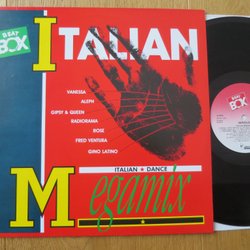 BEAT
BOX
ITALIAN
VANESSA
ALEPH
GIPSY & QUEEN
RADIORAMA
ROSE
FRED VENTURA
GINO LATINO
ITALIAN ★ DANCE
Megamix